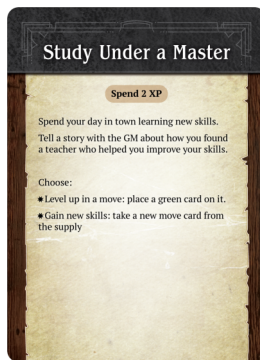 Study Under a Master
Spend 2 XP
Spend your day in town learning new skills.
Tell a story with the GM about how you found
a teacher who helped you improve your skills.
Choose:
✷Level up in a move: place a green card on it.
✷Gain new skills: take a new move card from
the supply